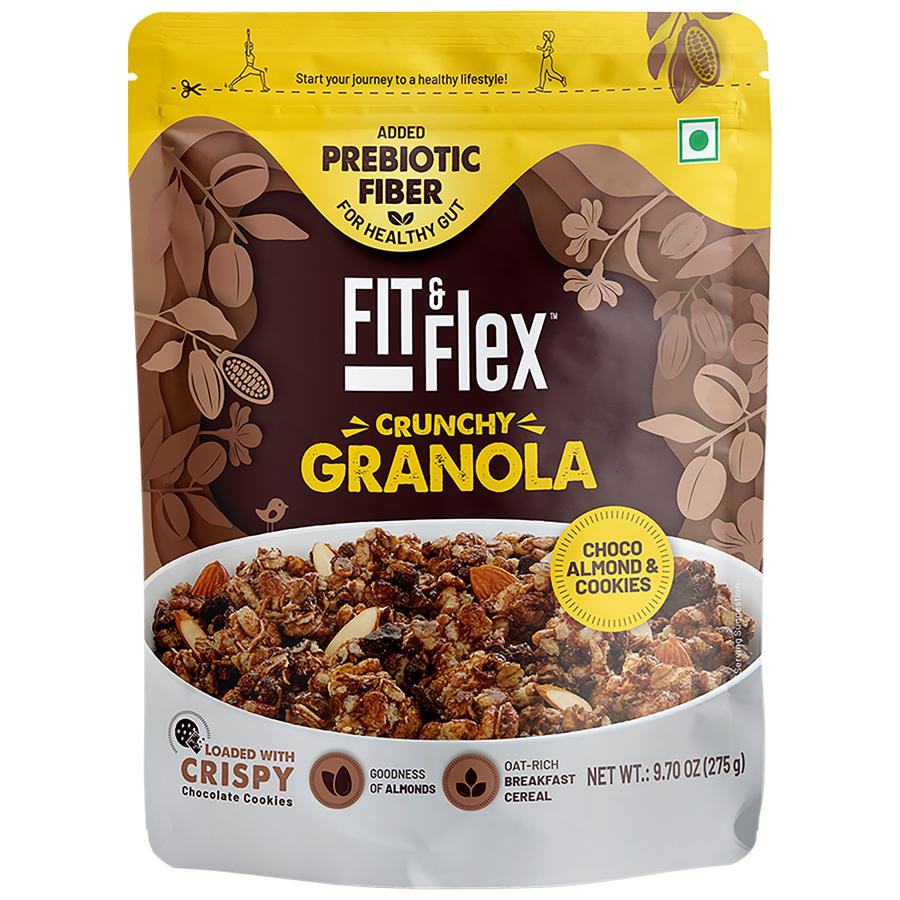 Start your journey to a healthy lifestyle!
ADDED
PREBIOTIC
FIBER
FOR HEALTHY GUT
FIT &
Flex™
CRUNCHY
GRANOLA
CHOCO
ALMOND &
COOKIES
Serving Suggestion
LOADED WITH
CRISPY
Chocolate Cookies
GOODNESS
OF ALMONDS
OAT-RICH
BREAKFAST
CEREAL
NET WT.: 9.70 OZ (275 g)